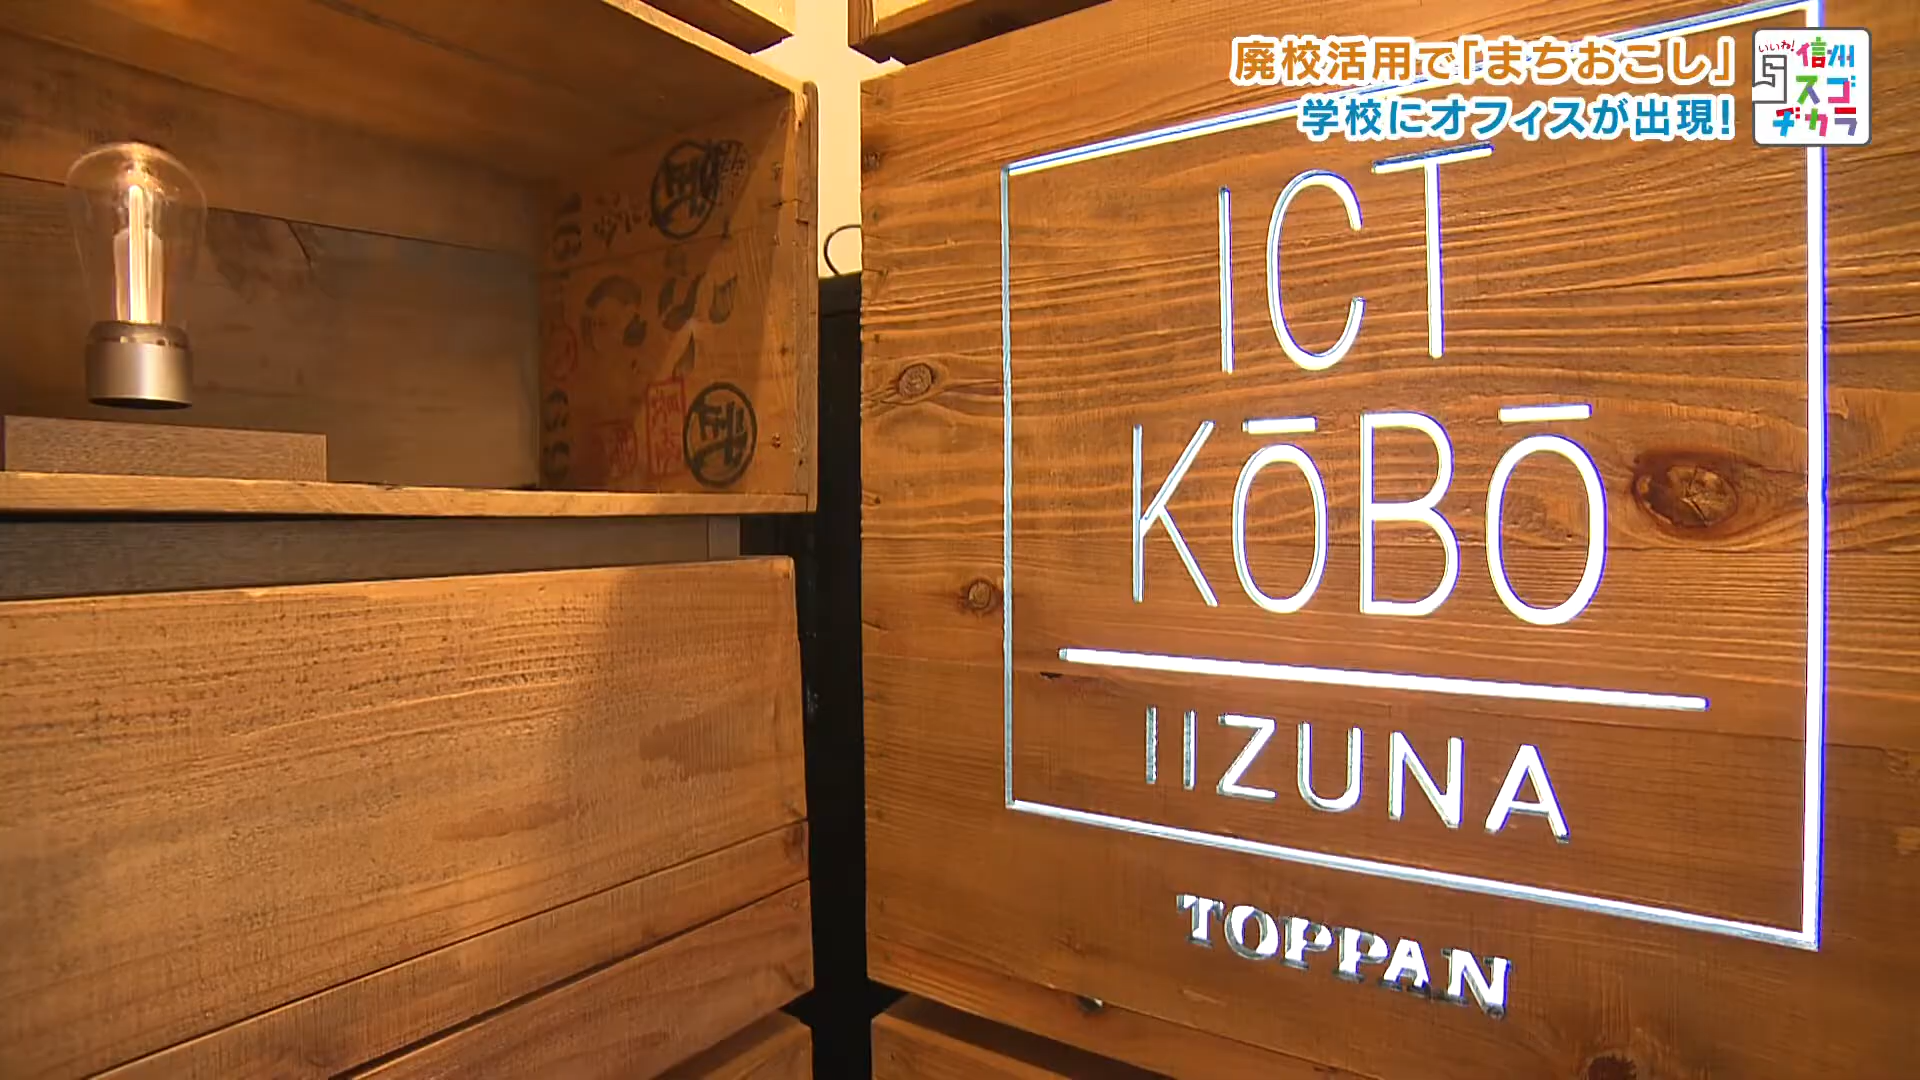 廃校活用で「まちおこし」
学校にオフィスが出現！
いいね！
信州
スゴ
ヂカラ
ICT
KŌBŌ
IIZUNA
TOPPAN